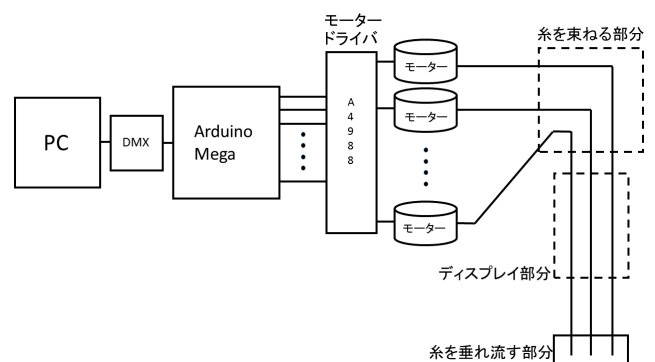 モーター
ドライバ
糸を束ねる部分
モーター
モーター
A
4
9
8
8
PC
DMX
Arduino
Mega
モーター
ディスプレイ部分
糸を垂れ流す部分